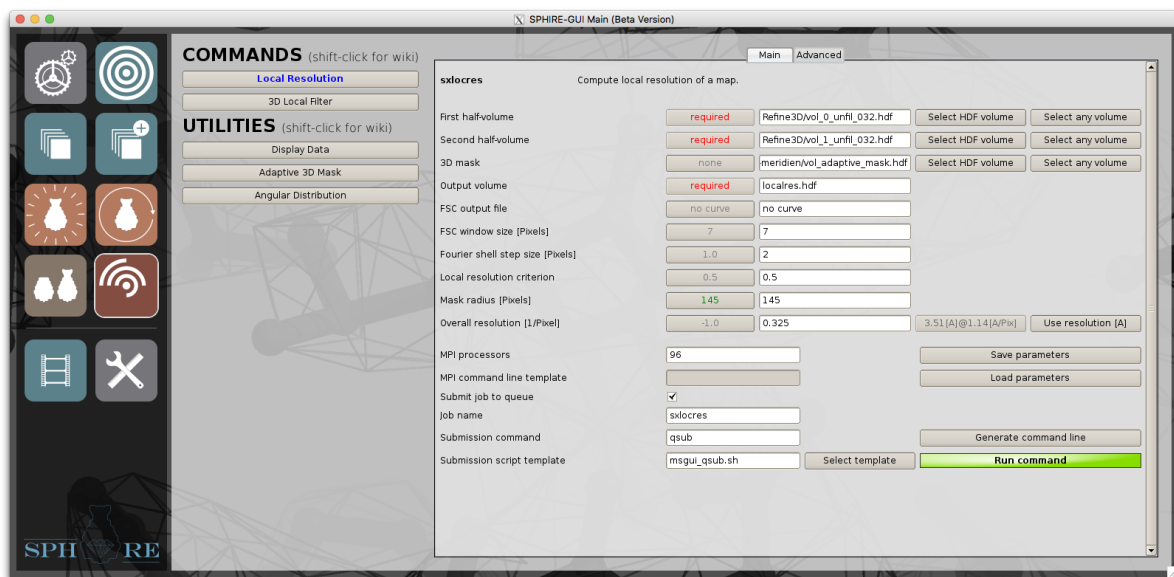 X SPHIRE-GUI Main (Beta Version)
COMMANDS (shift-click for wiki)
Local Resolution
3D Local Filter
UTILITIES (shift-click for wiki)
Display Data
Adaptive 3D Mask
Angular Distribution
Main Advanced
sxlocres Compute local resolution of a map.
First half-volume required Refine3D/vol_0_unfil_032.hdf Select HDF volume Select any volume
Second half-volume required Refine3D/vol_1_unfil_032.hdf Select HDF volume Select any volume
3D mask none meridien/vol_adaptive_mask.hdf Select HDF volume Select any volume
Output volume required localres.hdf
FSC output file no curve no curve
FSC window size [Pixels] 7 7
Fourier shell step size [Pixels] 1.0 2
Local resolution criterion 0.5 0.5
Mask radius [Pixels] 145 145
Overall resolution [1/Pixel] -1.0 0.325 3.51[A]@1.14[A/Pix] Use resolution [A]
MPI processors 96 Save parameters
MPI command line template Load parameters
Submit job to queue
Job name sxlocres
Submission command qsub Generate command line
Submission script template msgui_qsub.sh Select template Run command
SPH RE